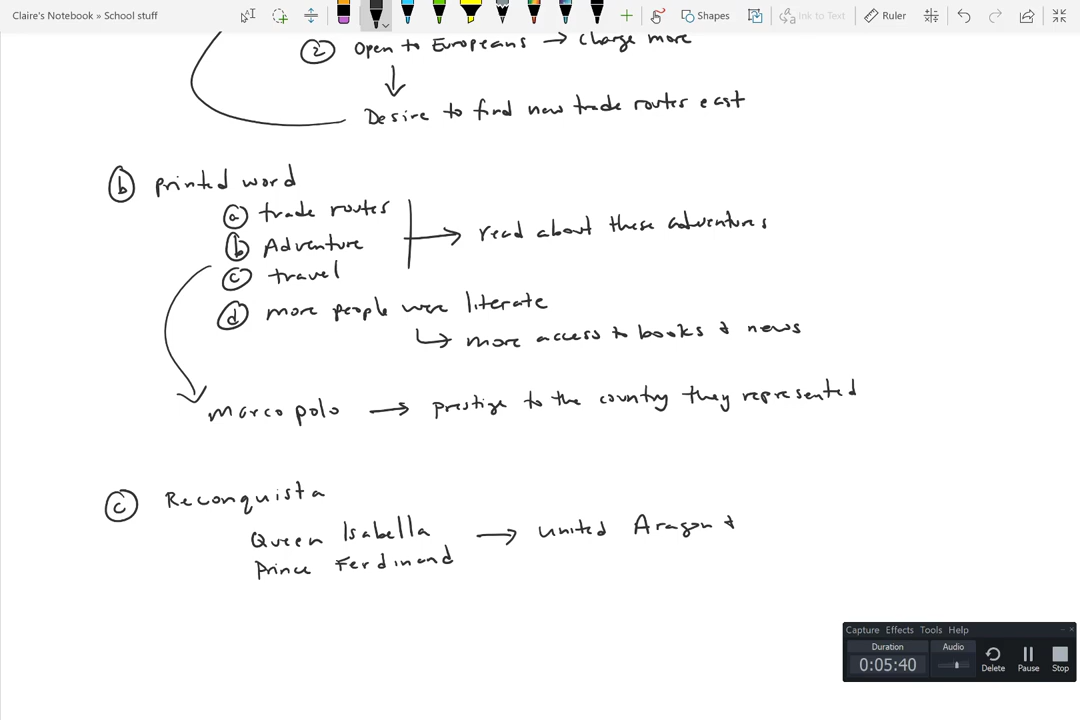 Claire's Notebook » School stuff
Shapes
Ink to Text
Ruler
② Open to Europeans → Charge more
Desire to find new trade routes east
ⓑ Printed word
ⓐ trade routes
ⓑ Adventure
→ read about these adventures
ⓒ travel
ⓓ more people were literate
↳ more access to books & news
Marco polo → prestige to the country they represented
ⓒ Reconquista
Queen Isabella → united Aragon &
Prince Ferdinand
Capture Effects Tools Help
Duration Audio
0:05:40
Delete Pause Stop